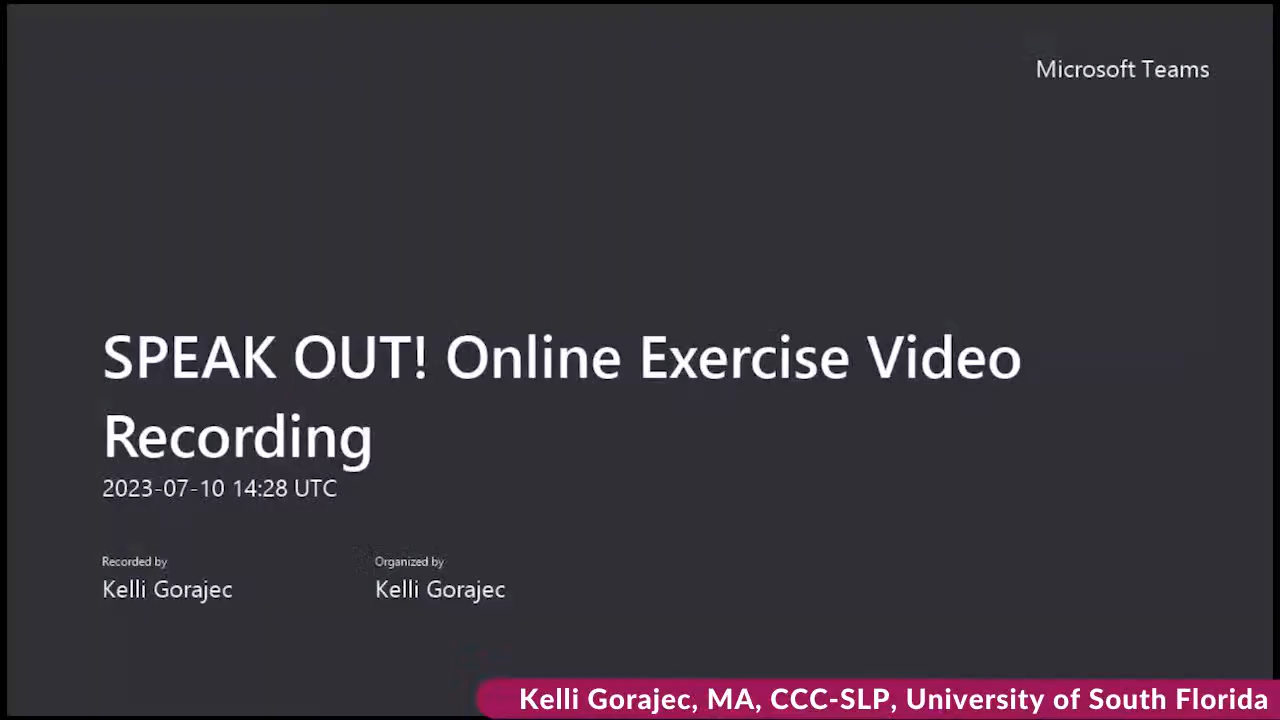 Microsoft Teams
SPEAK OUT! Online Exercise Video
Recording
2023-07-10 14:28 UTC
Recorded by
Kelli Gorajec
Organized by
Kelli Gorajec
Kelli Gorajec, MA, CCC-SLP, University of South Florida